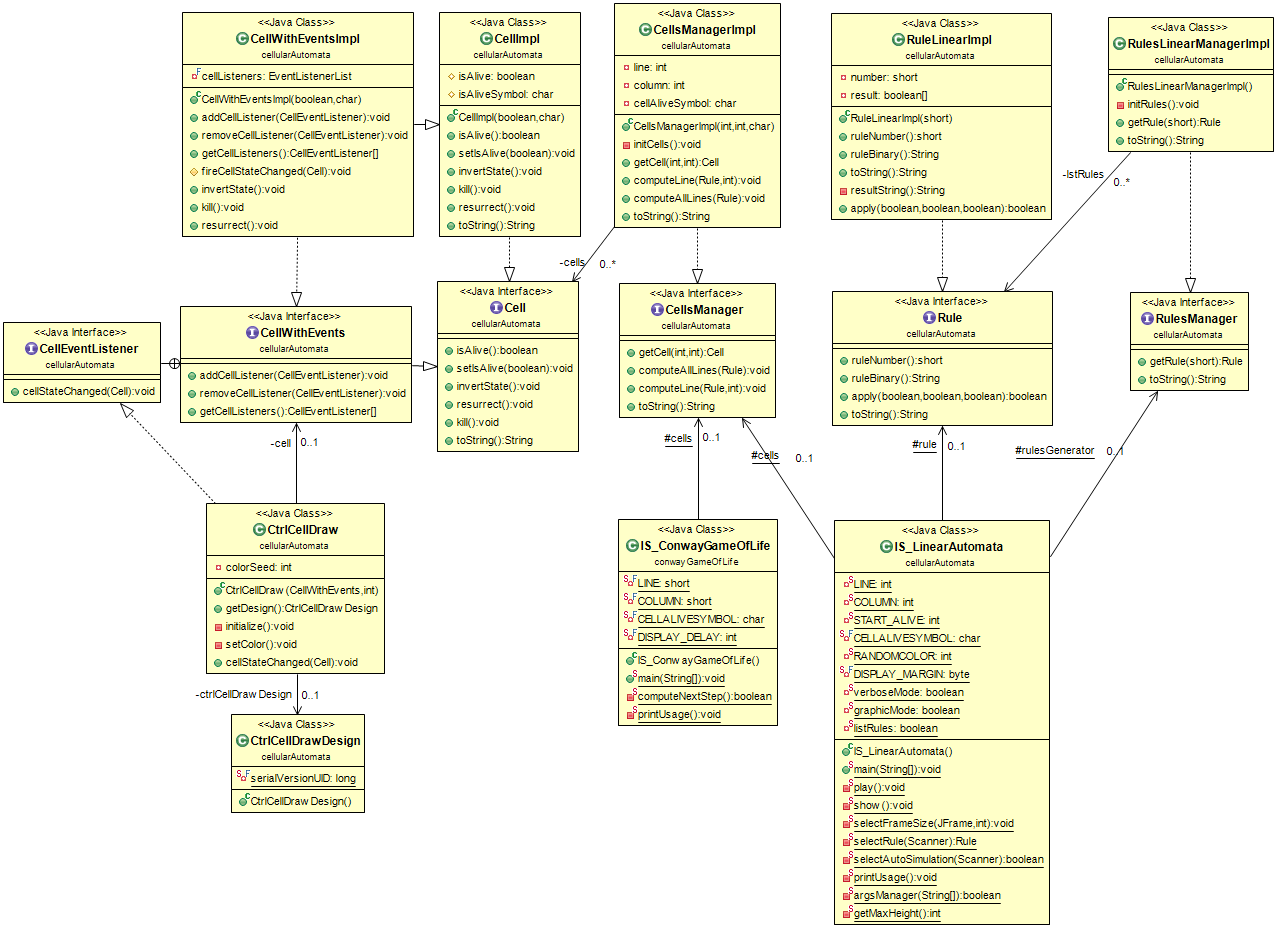 <<Java Class>>
CellWithEventsImpl
cellularAutomata
cellListeners: EventListenerList
CellWithEventsImpl(boolean,char)
addCellListener(CellEventListener):void
removeCellListener(CellEventListener):void
getCellListeners():CellEventListener[]
fireCellStateChanged(Cell):void
invertState():void
kill():void
resurrect():void
<<Java Class>>
CellImpl
cellularAutomata
isAlive: boolean
isAliveSymbol: char
CellImpl(boolean,char)
isAlive():boolean
setIsAlive(boolean):void
invertState():void
kill():void
resurrect():void
toString():String
<<Java Class>>
CellsManagerImpl
cellularAutomata
line: int
column: int
cellAliveSymbol: char
CellsManagerImpl(int,int,char)
initCells():void
getCell(int,int):Cell
computeLine(Rule,int):void
computeAllLines(Rule):void
toString():String
<<Java Class>>
RuleLinearImpl
cellularAutomata
number: short
result: boolean[]
RuleLinearImpl(short)
ruleNumber():short
ruleBinary():String
toString():String
resultString():String
apply(boolean,boolean,boolean):boolean
<<Java Class>>
RulesLinearManagerImpl
cellularAutomata
RulesLinearManagerImpl()
initRules():void
getRule(short):Rule
toString():String
-lstRules
0..*
-cells
0..*
<<Java Interface>>
CellEventListener
cellularAutomata
cellStateChanged(Cell):void
<<Java Interface>>
CellWithEvents
cellularAutomata
addCellListener(CellEventListener):void
removeCellListener(CellEventListener):void
getCellListeners():CellEventListener[]
<<Java Interface>>
Cell
cellularAutomata
isAlive():boolean
setIsAlive(boolean):void
invertState():void
resurrect():void
kill():void
toString():String
<<Java Interface>>
CellsManager
cellularAutomata
getCell(int,int):Cell
computeAllLines(Rule):void
computeLine(Rule,int):void
toString():String
<<Java Interface>>
Rule
cellularAutomata
ruleNumber():short
ruleBinary():String
apply(boolean,boolean,boolean):boolean
toString():String
<<Java Interface>>
RulesManager
cellularAutomata
getRule(short):Rule
toString():String
-cell
0..1
#cells
0..1
#cells
0..1
#rule
0..1
#rulesGenerator
0..1
<<Java Class>>
CtrlCellDraw
cellularAutomata
colorSeed: int
CtrlCellDraw(CellWithEvents,int)
getDesign():CtrlCellDrawDesign
initialize():void
setColor():void
cellStateChanged(Cell):void
-ctrlCellDrawDesign
0..1
<<Java Class>>
CtrlCellDrawDesign
cellularAutomata
serialVersionUID: long
CtrlCellDrawDesign()
<<Java Class>>
IS_ConwayGameOfLife
conwayGameOfLife
LINE: short
COLUMN: short
CELLALIVESYMBOL: char
DISPLAY_DELAY: int
IS_ConwayGameOfLife()
main(String[]):void
computeNextStep():boolean
printUsage():void
<<Java Class>>
IS_LinearAutomata
cellularAutomata
LINE: int
COLUMN: int
START_ALIVE: int
CELLALIVESYMBOL: char
RANDOMCOLOR: int
DISPLAY_MARGIN: byte
verboseMode: boolean
graphicMode: boolean
listRules: boolean
IS_LinearAutomata()
main(String[]):void
play():void
show():void
selectFrameSize(JFrame,int):void
selectRule(Scanner):Rule
selectAutoSimulation(Scanner):boolean
printUsage():void
argsManager(String[]):boolean
getMaxHeight():int